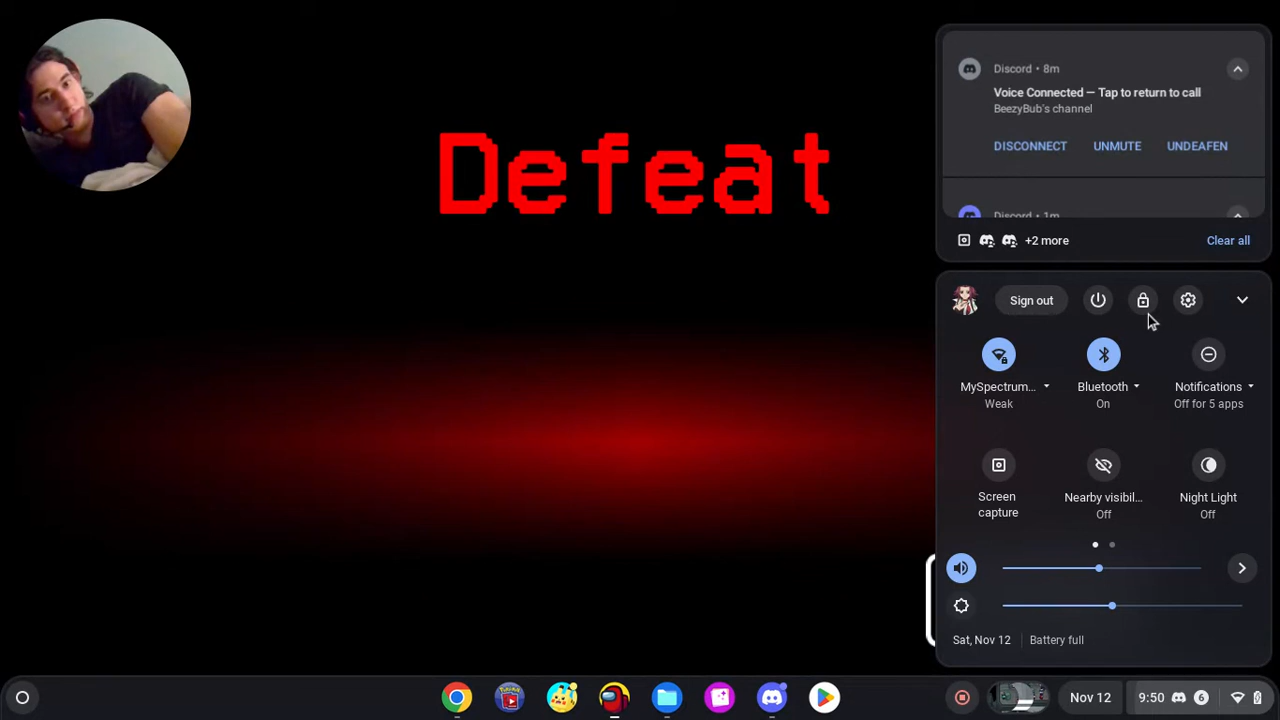 Defeat
Discord • 8m
Voice Connected — Tap to return to call
BeezyBub's channel
DISCONNECT UNMUTE UNDEAFEN
Discord • 1m
+2 more Clear all
Sign out
MySpectrum... Bluetooth Notifications
Weak On Off for 5 apps
Screen capture Nearby visibil... Night Light
Off Off
Sat, Nov 12 Battery full
Nov 12 9:50 6